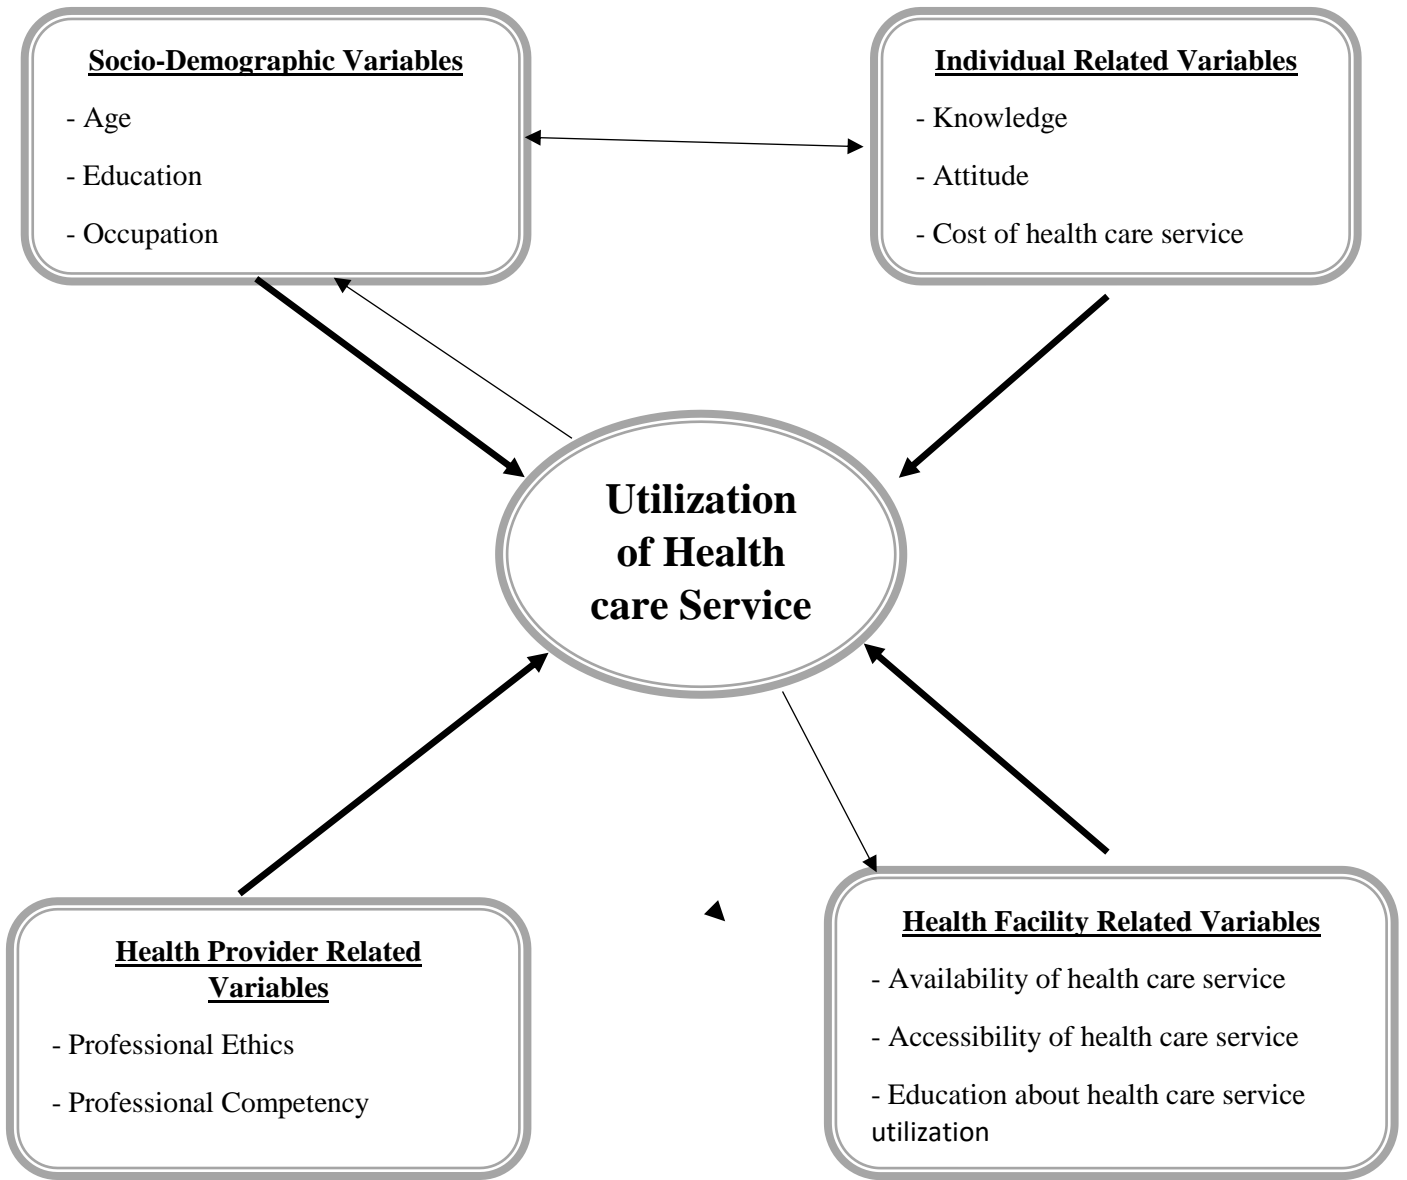 Socio-Demographic Variables
- Age
- Education
- Occupation
Individual Related Variables
- Knowledge
- Attitude
- Cost of health care service
Utilization
of Health
care Service
Health Provider Related
Variables
- Professional Ethics
- Professional Competency
Health Facility Related Variables
- Availability of health care service
- Accessibility of health care service
- Education about health care service
utilization